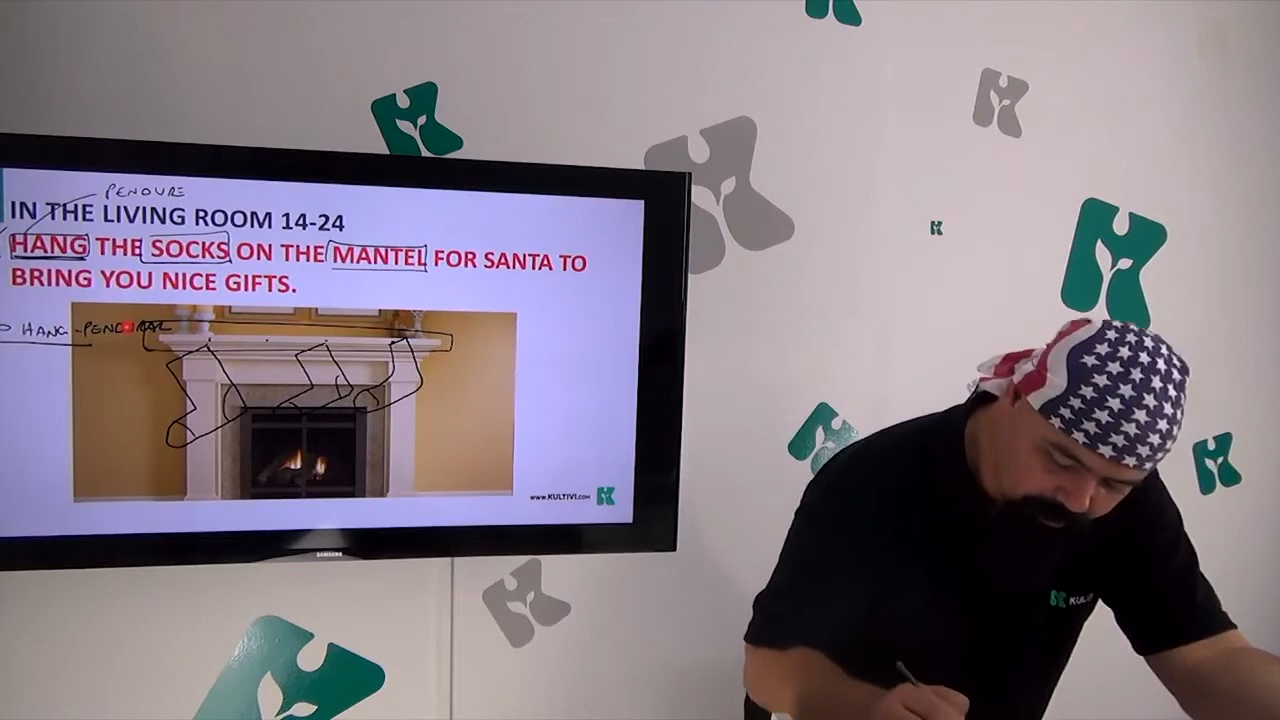 PENDURE
IN THE LIVING ROOM 14-24
HANG THE SOCKS ON THE MANTEL FOR SANTA TO
BRING YOU NICE GIFTS.
HANG - PENDURAR
WWW.KULTIVI.COM
SAMSUNG